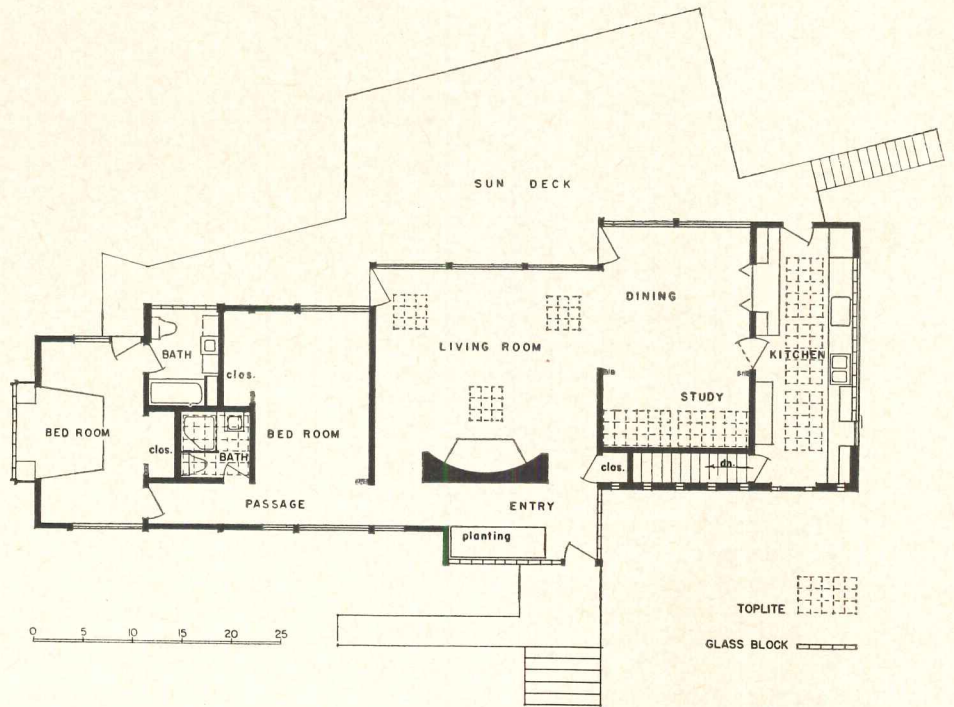 SUN DECK
DINING
LIVING ROOM
KITCHEN
BATH
clos.
STUDY
BED ROOM
BED ROOM
clos.
BATH
clos.
dn.
PASSAGE
ENTRY
planting
TOPLITE
GLASS BLOCK
0 5 10 15 20 25